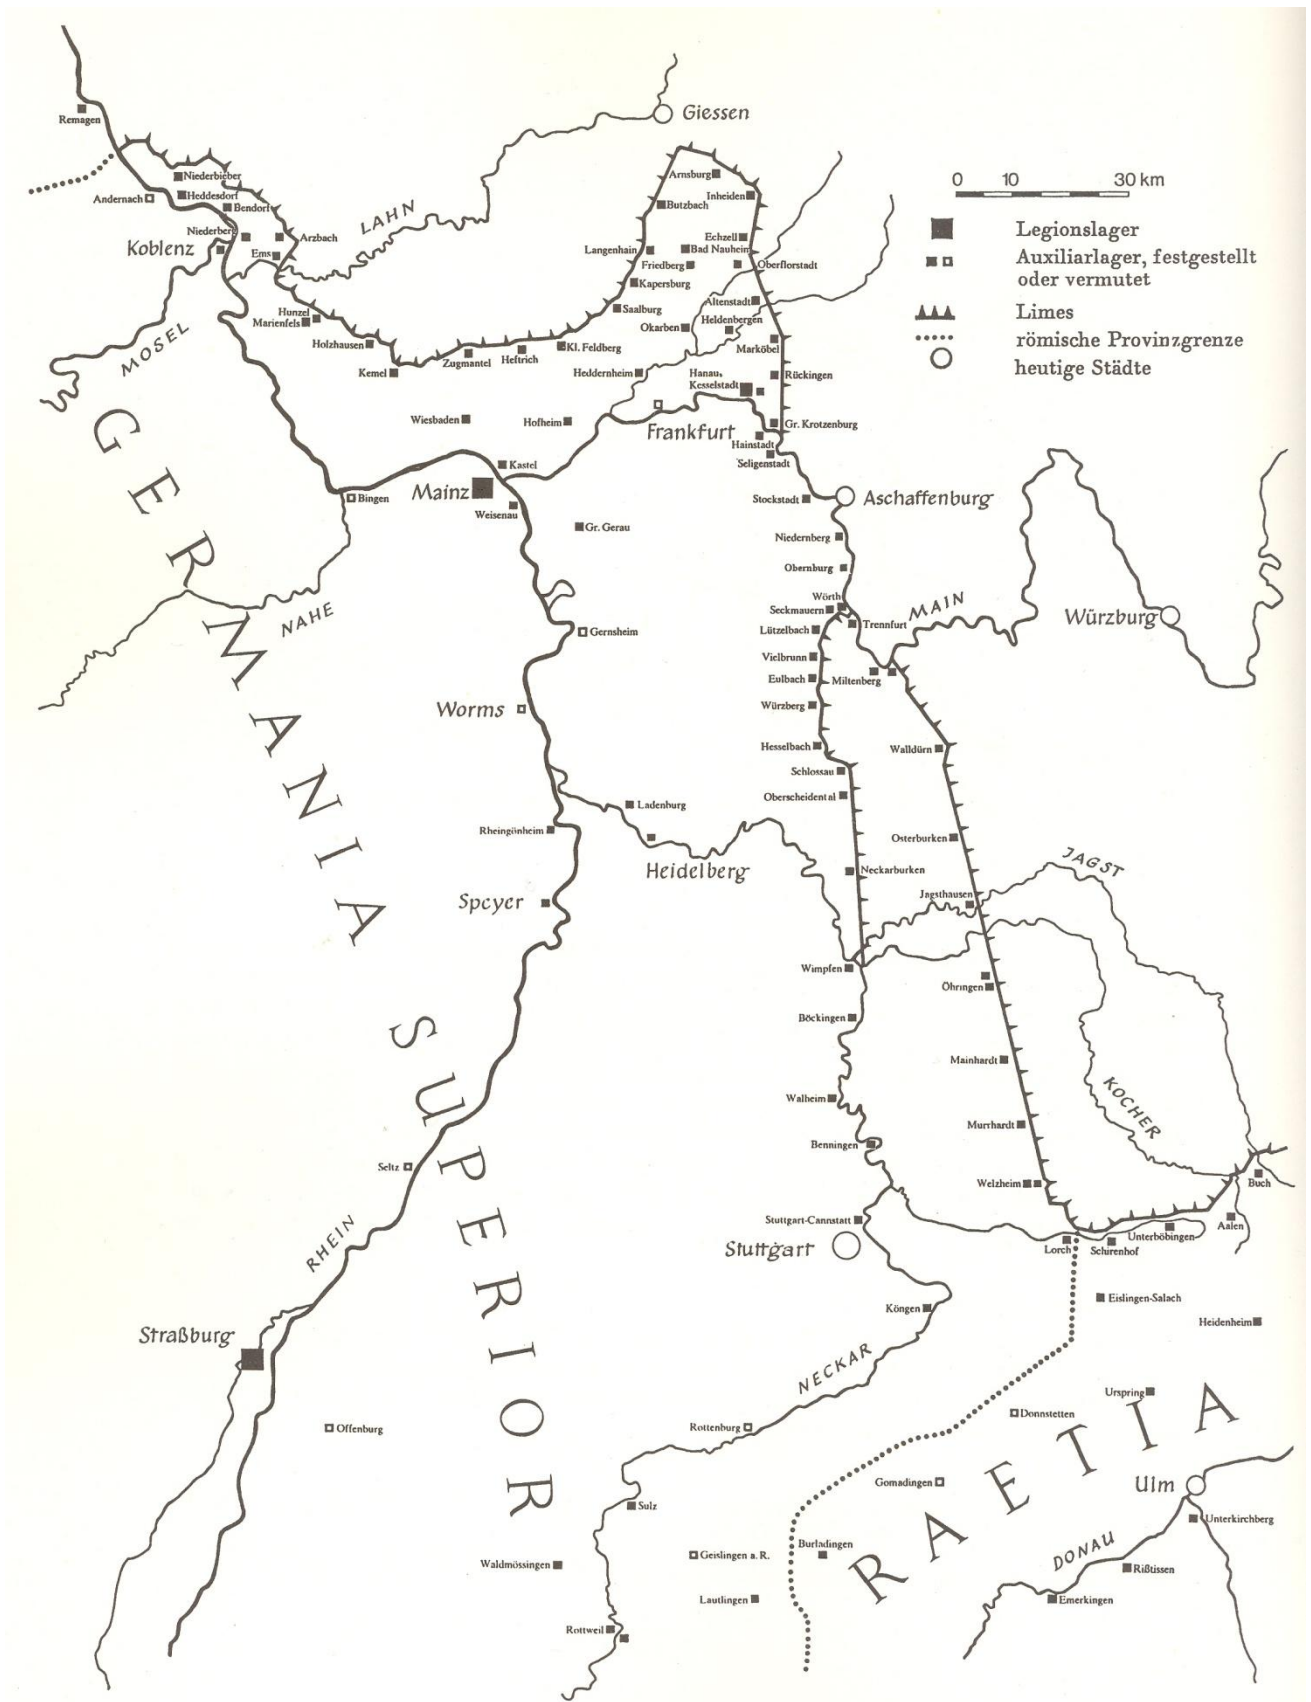 Giessen
Remagen
Arnsburg
Niederbieber
Andernach
Heddesdorf
Inheiden
0 10 30 km
Butzbach
Bendorf
LAHN
Legionslager
Niederberg
Arzbach
Echzell
Koblenz
Ems
Langenhain
Bad Nauheim
Auxiliarlager, festgestellt
oder vermutet
Friedberg
Oberflorstadt
Kapersburg
Limes
Altenstadt
Saalburg
Hunzel
Marienfels
Heldenbergen
Okarben
römische Provinzgrenze
MOSEL
Holzhausen
Kl. Feldberg
Marköbel
Heftrich
Zugmantel
heutige Städte
Kemel
Heddernheim
Hanau,
Kesselstadt
Rückingen
Wiesbaden
Hofheim
Frankfurt
Gr. Krotzenburg
Hainstadt
Kastel
Seligenstadt
Mainz
Bingen
Stockstadt
Aschaffenburg
Weisenau
Gr. Gerau
Niedernberg
Obernburg
Wörth
MAIN
Seckmauern
NAHE
Trennfurt
Würzburg
Gernsheim
Lützelbach
Vielbrunn
Eulbach
Miltenberg
Worms
Würzberg
Hesselbach
Walldürn
Schlossau
Oberscheidental
Ladenburg
Rheingönheim
Osterburken
JAGST
Heidelberg
Neckarburken
Jagsthausen
Speyer
Wimpfen
Öhringen
Böckingen
Mainhardt
Walheim
KOCHER
Murrhardt
Benningen
Seltz
Welzheim
Buch
Stuttgart-Cannstatt
Aalen
Unterböbingen
RHEIN
Stuttgart
Lorch
Schirenhof
Eislingen-Salach
Köngen
Heidenheim
Straßburg
NECKAR
Urspring
Donnstetten
Offenburg
Rottenburg
Gomadingen
Ulm
Sulz
Unterkirchberg
Burladingen
Geislingen a. R.
DONAU
Waldmössingen
Rißtissen
Lautlingen
Emerkingen
Rottweil
GERMANIA SUPERIOR
RAETIA